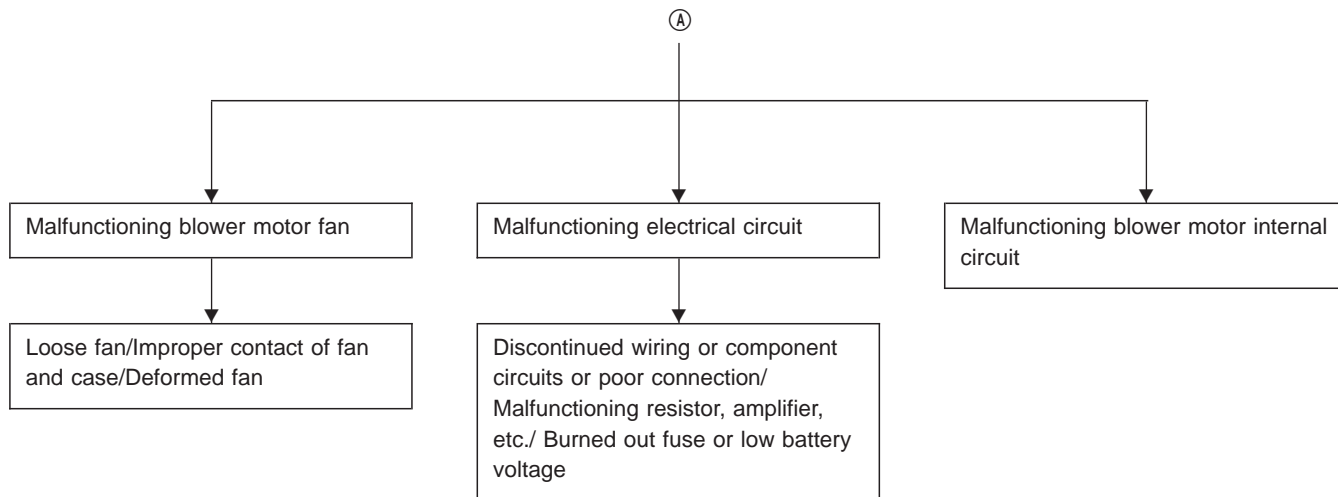 Ⓐ
Malfunctioning blower motor fan
Malfunctioning electrical circuit
Malfunctioning blower motor internal
circuit
Loose fan/Improper contact of fan
and case/Deformed fan
Discontinued wiring or component
circuits or poor connection/
Malfunctioning resistor, amplifier,
etc./ Burned out fuse or low battery
voltage